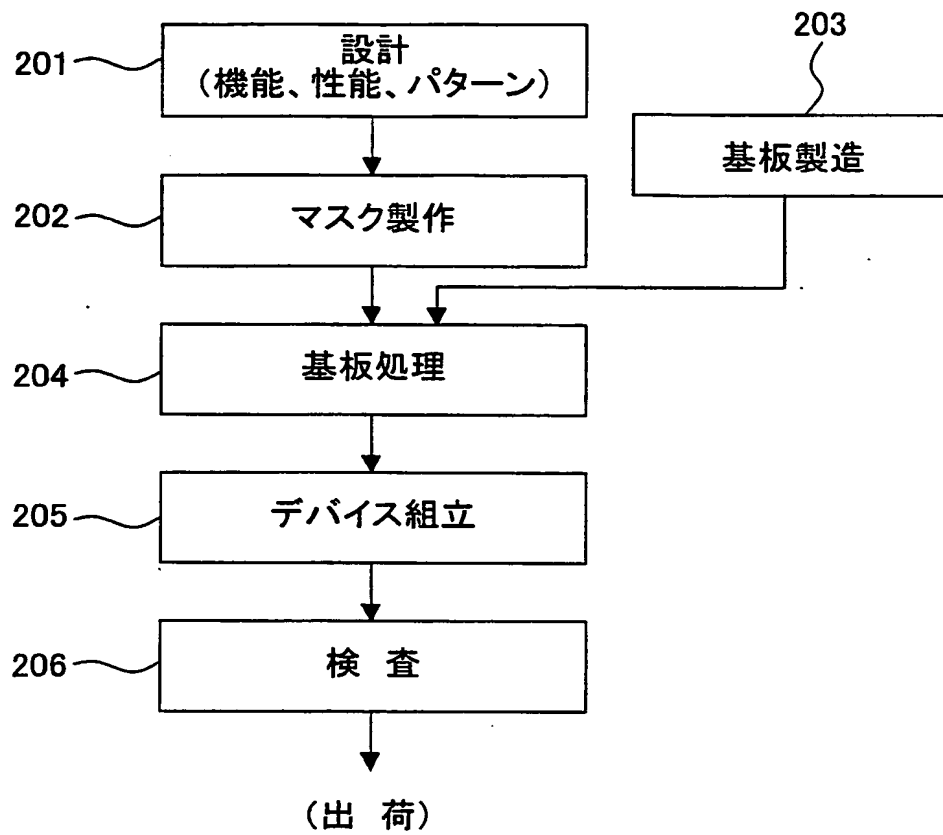 201
設計
(機能、性能、パターン)
203
基板製造
202
マスク製作
204
基板処理
205
デバイス組立
206
検 査
(出 荷)